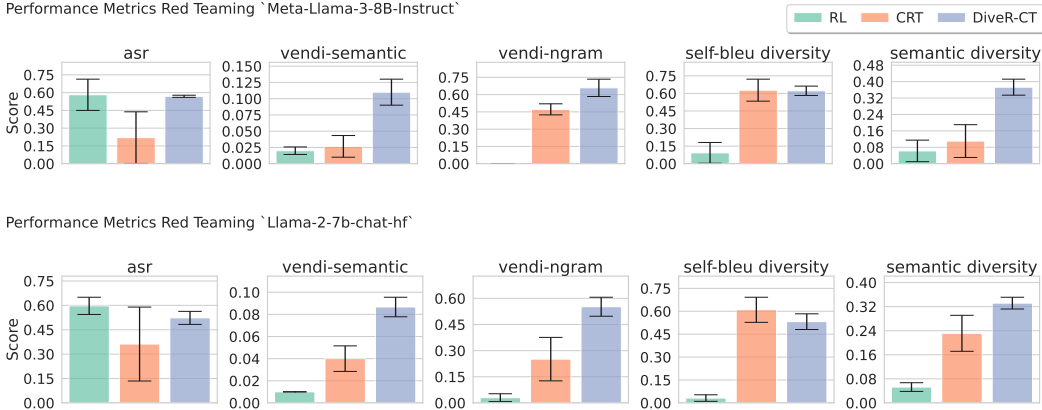 Performance Metrics Red Teaming `Meta-Llama-3-8B-Instruct`
RL CRT DiveR-CT
asr vendi-semantic vendi-ngram self-bleu diversity semantic diversity
Score
0.75 0.60 0.45 0.30 0.15 0.00
0.150 0.125 0.100 0.075 0.050 0.025 0.000
0.75 0.60 0.45 0.30 0.15 0.00
0.75 0.60 0.45 0.30 0.15 0.00
0.48 0.40 0.32 0.24 0.16 0.08 0.00
Performance Metrics Red Teaming `Llama-2-7b-chat-hf`
asr vendi-semantic vendi-ngram self-bleu diversity semantic diversity
Score
0.75 0.60 0.45 0.30 0.15 0.00
0.10 0.08 0.06 0.04 0.02 0.00
0.60 0.45 0.30 0.15 0.00
0.75 0.60 0.45 0.30 0.15 0.00
0.40 0.32 0.24 0.16 0.08 0.00